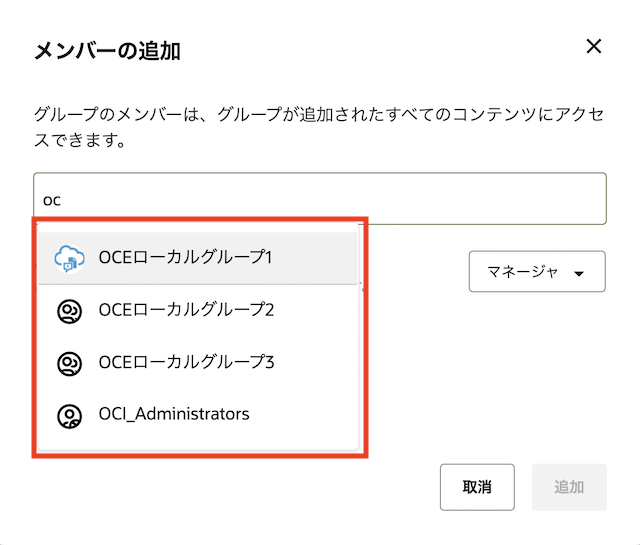 メンバーの追加
グループのメンバーは、グループが追加されたすべてのコンテンツにアクセ
スできます。
oc
OCEローカルグループ1
マネージャ
OCEローカルグループ2
OCEローカルグループ3
OCI_Administrators
取消
追加